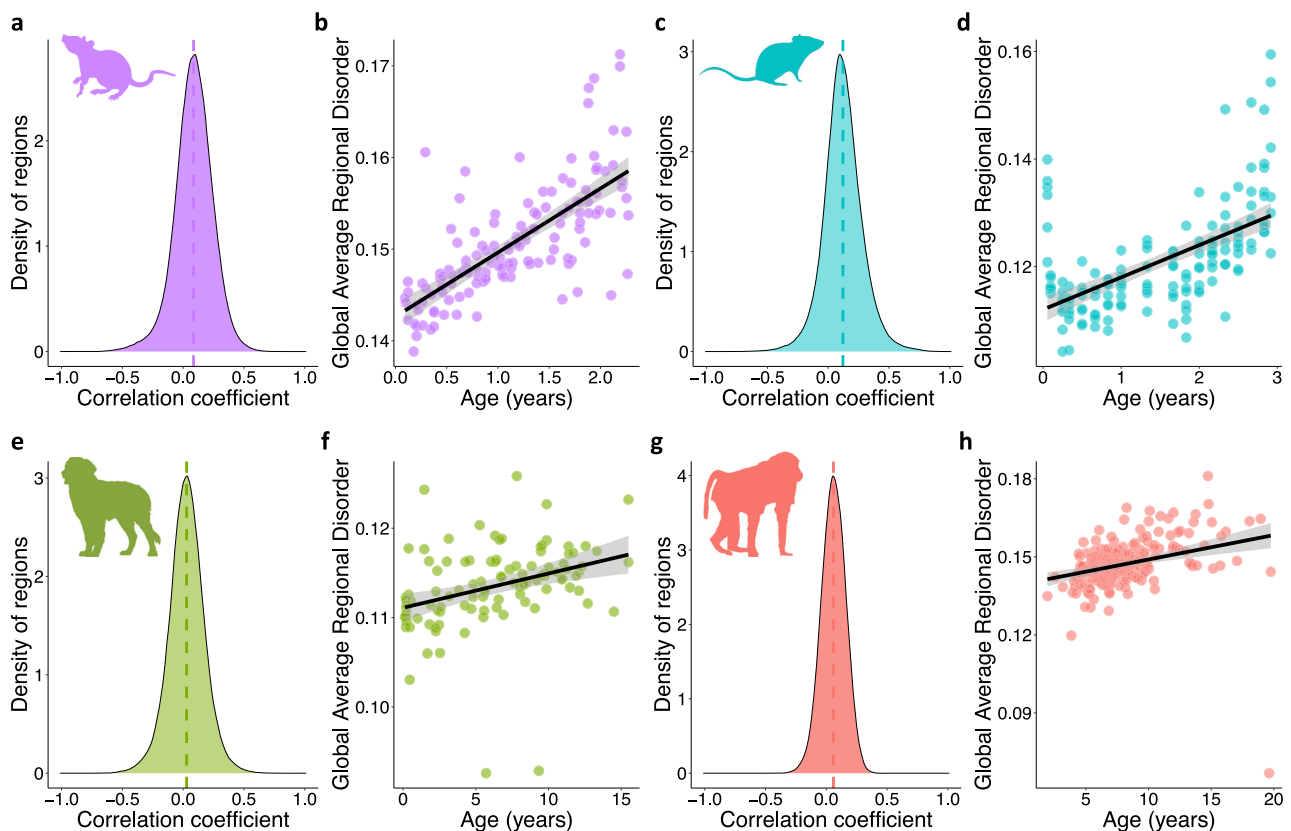 a
Density of regions
2
1
0
−1.0 −0.5 0.0 0.5 1.0
Correlation coefficient
b
Global Average Regional Disorder
0.17
0.16
0.15
0.14
0.0 0.5 1.0 1.5 2.0
Age (years)
c
Density of regions
3
2
1
0
−1.0 −0.5 0.0 0.5 1.0
Correlation coefficient
d
Global Average Regional Disorder
0.16
0.14
0.12
0 1 2 3
Age (years)
e
Density of regions
3
2
1
0
−1.0 −0.5 0.0 0.5 1.0
Correlation coefficient
f
Global Average Regional Disorder
0.12
0.11
0.10
0 5 10 15
Age (years)
g
Density of regions
4
3
2
1
0
−1.0 −0.5 0.0 0.5 1.0
Correlation coefficient
h
Global Average Regional Disorder
0.18
0.15
0.12
0.09
5 10 15 20
Age (years)